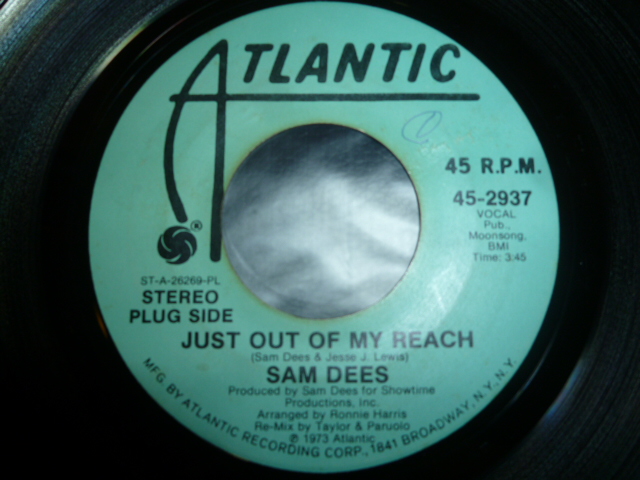 ATLANTIC
®
45 R.P.M.
45-2937
VOCAL
Pub.,
Moonsong,
BMI
Time: 3:45
ST-A-26269-PL
STEREO
PLUG SIDE
JUST OUT OF MY REACH
(Sam Dees & Jesse J. Lewis)
SAM DEES
Produced by Sam Dees for Showtime
Productions, Inc.
Arranged by Ronnie Harris
Re-Mix by Taylor & Paruolo
℗ 1973 Atlantic
MFG. BY ATLANTIC RECORDING CORP., 1841 BROADWAY, N.Y., N.Y.